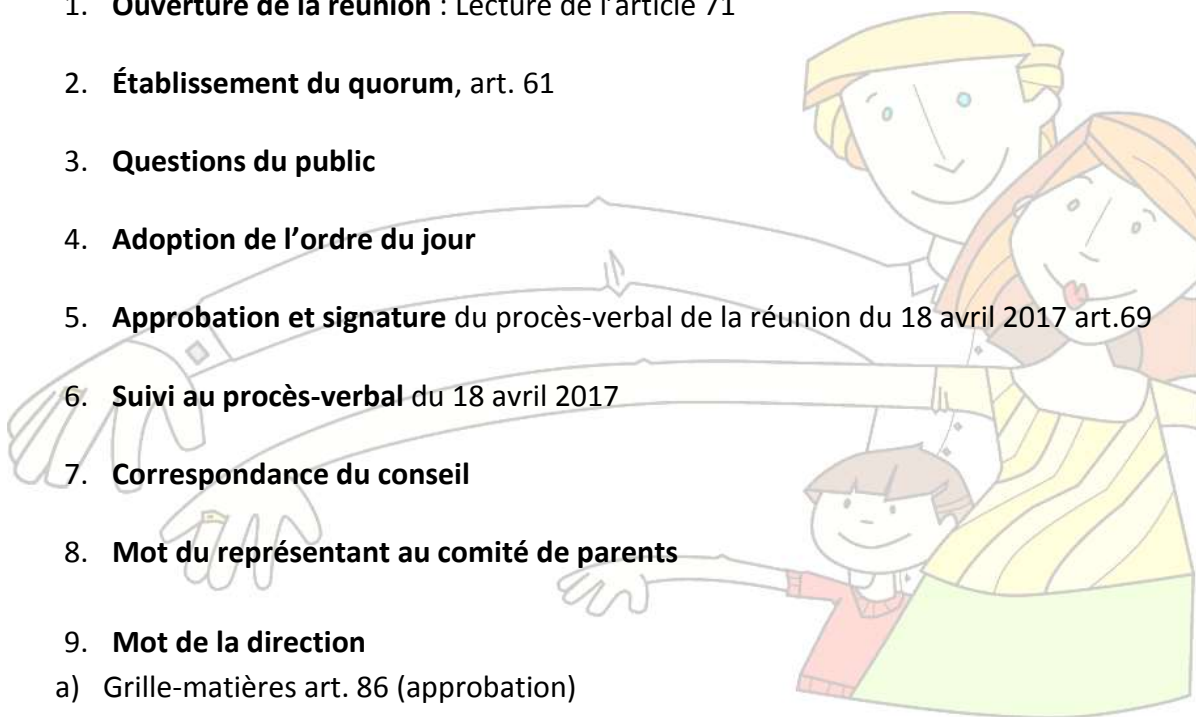 1. Ouverture de la réunion : Lecture de l'article 71
2. Établissement du quorum, art. 61
3. Questions du public
4. Adoption de l'ordre du jour
5. Approbation et signature du procès-verbal de la réunion du 18 avril 2017 art.69
6. Suivi au procès-verbal du 18 avril 2017
7. Correspondance du conseil
8. Mot du représentant au comité de parents
9. Mot de la direction
a) Grille-matières art. 86 (approbation)